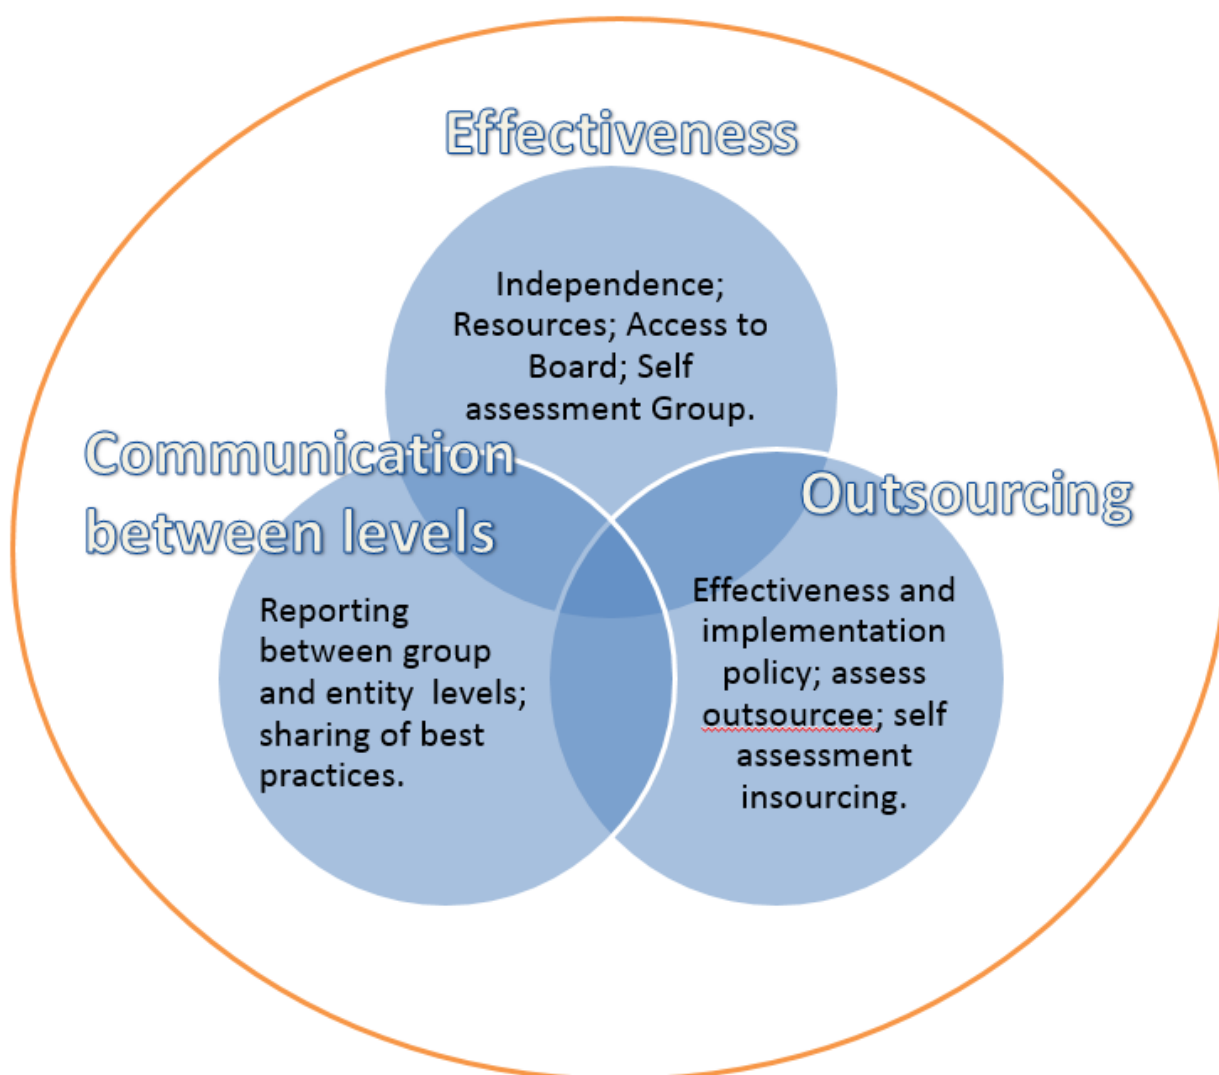 Effectiveness
Independence;
Resources; Access to
Board; Self
assessment Group.
Communication
between levels
Reporting
between group
and entity  levels;
sharing of best
practices.
Outsourcing
Effectiveness and
implementation
policy; assess
outsourcee; self
assessment
insourcing.